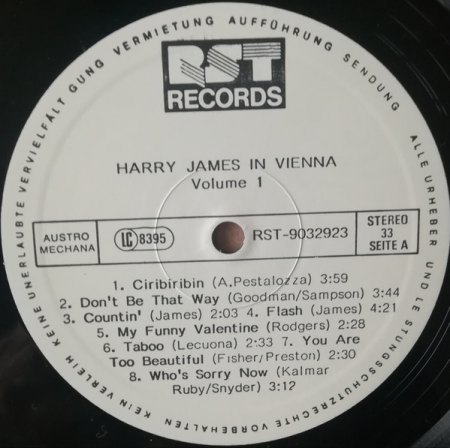 RST
RECORDS
HARRY JAMES IN VIENNA
Volume 1
AUSTRO
MECHANA
LC 8395
RST-9032923
STEREO
33
SEITE A
1. Ciribiribin (A.Pestalozza) 3:59
2. Don't Be That Way (Goodman/Sampson) 3:44
3. Countin' (James) 2:03 4. Flash (James) 4:21
5. My Funny Valentine (Rodgers) 2:28
6. Taboo (Lecuona) 2:33 7. You Are
Too Beautiful (Fisher/Preston) 2:30
8. Who's Sorry Now (Kalmar
Ruby/Snyder) 3:12
ALLE URHEBER UND LE STUNGSSCHUTZRECHTE VORBEHALTEN KEIN VERLEIH KEINE UNERLAUBTE VERVIELFÄLT GUNG VERMIETUNG AUFFÜHRUNG SENDUNG